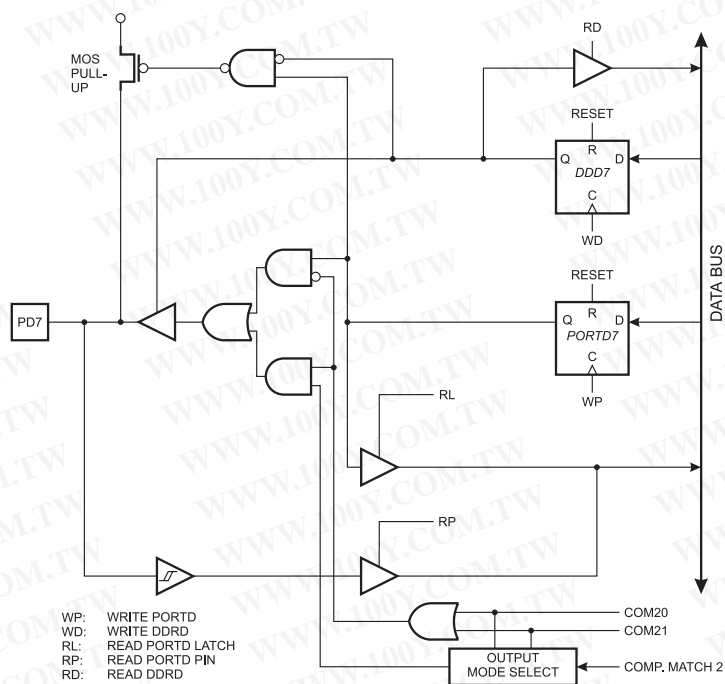 MOS
PULL-
UP
RD
RESET
R
Q
D
DDD7
C
WD
RESET
R
Q
D
PORTD7
C
WP
DATA BUS
PD7
RL
RP
WP: WRITE PORTD
WD: WRITE DDRD
RL: READ PORTD LATCH
RP: READ PORTD PIN
RD: READ DDRD
COM20
COM21
OUTPUT
MODE SELECT
COMP. MATCH 2
WWW.100Y.COM.TW